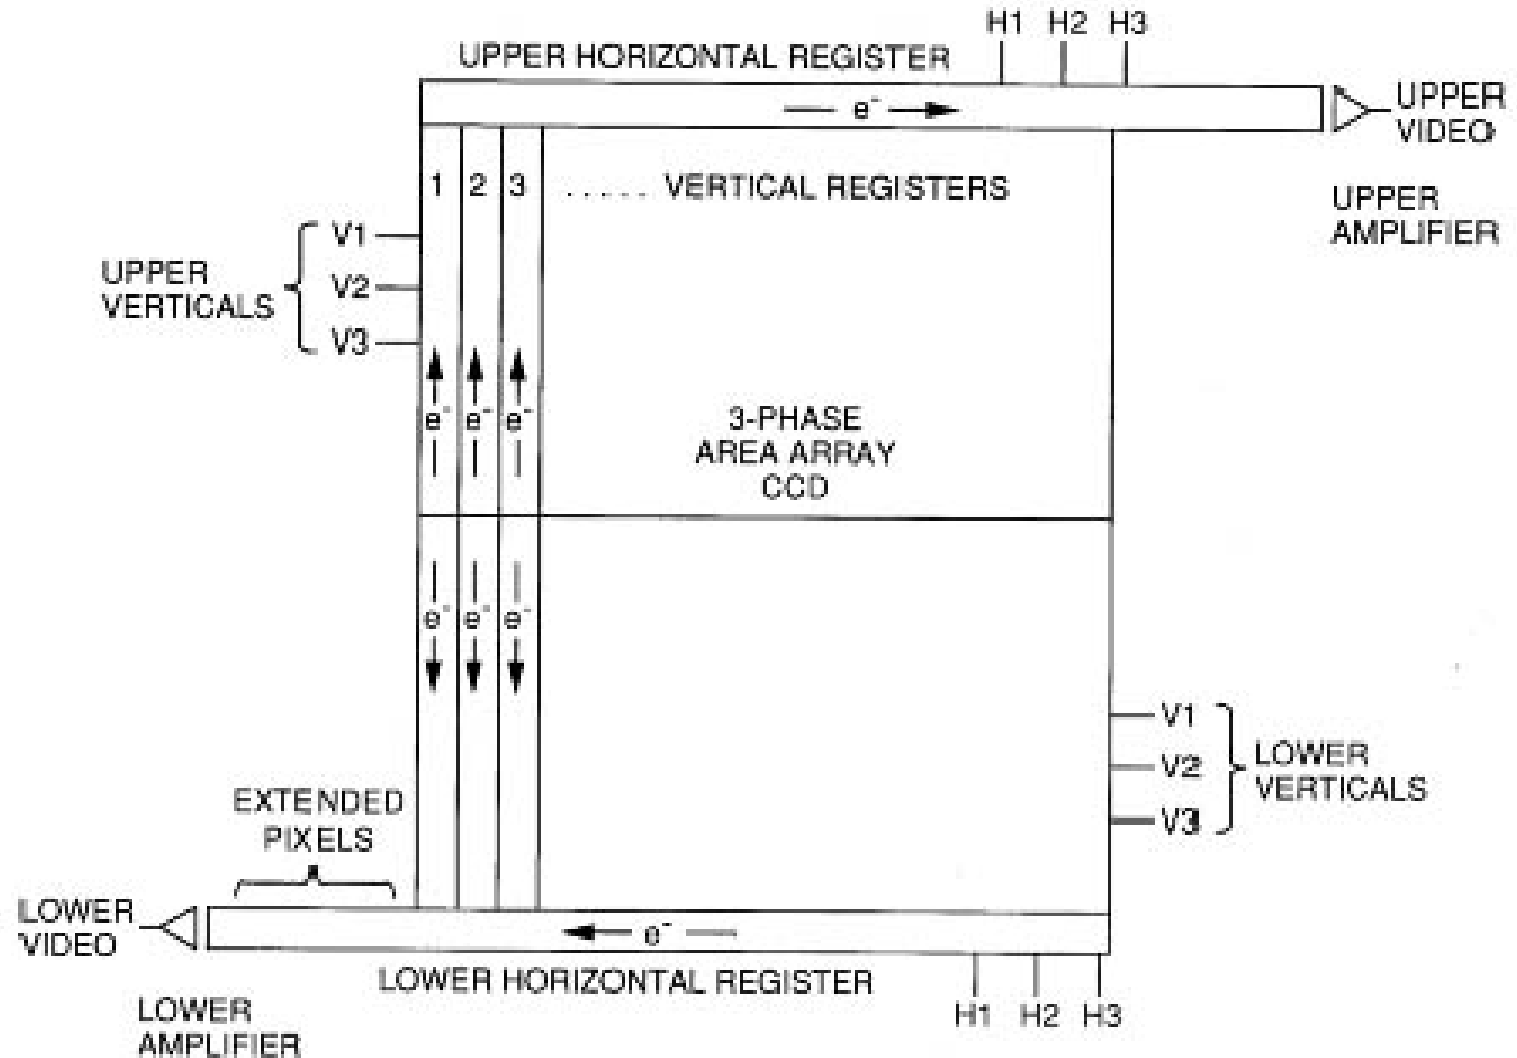 H1 H2 H3
UPPER HORIZONTAL REGISTER
e⁻
UPPER
VIDEO
1 2 3 ..... VERTICAL REGISTERS
UPPER
AMPLIFIER
V1
UPPER
VERTICALS
V2
V3
e⁻ e⁻ e⁻
3-PHASE
AREA ARRAY
CCD
e⁻ e⁻ e⁻
V1
V2
V3
LOWER
VERTICALS
EXTENDED
PIXELS
LOWER
VIDEO
e⁻
LOWER HORIZONTAL REGISTER
H1 H2 H3
LOWER
AMPLIFIER